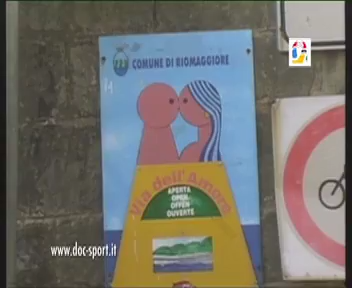 COMUNE DI RIOMAGGIORE
Via dell'Amore
APERTA
OPEN
OFFEN
OUVERTE
www.doc-sport.it